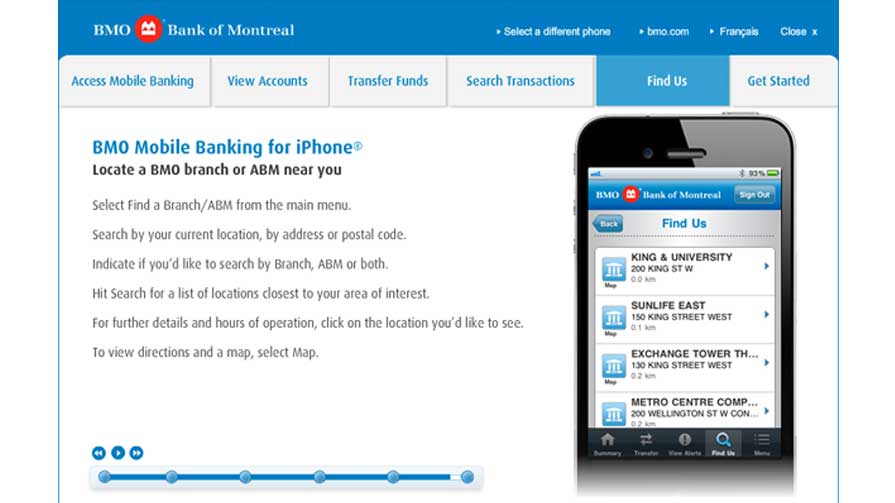 BMO Bank of Montreal
Select a different phone
bmo.com
Français
Close x
Access Mobile Banking
View Accounts
Transfer Funds
Search Transactions
Find Us
Get Started
BMO Mobile Banking for iPhone®
Locate a BMO branch or ABM near you
Select Find a Branch/ABM from the main menu.
Search by your current location, by address or postal code.
Indicate if you'd like to search by Branch, ABM or both.
Hit Search for a list of locations closest to your area of interest.
For further details and hours of operation, click on the location you'd like to see.
To view directions and a map, select Map.
93%
BMO Bank of Montreal
Sign Out
Back
Find Us
KING & UNIVERSITY
200 KING ST W
0.0 km
Map
SUNLIFE EAST
150 KING STREET WEST
0.1 km
Map
EXCHANGE TOWER TH...
130 KING STREET WEST
0.2 km
Map
METRO CENTRE COMP...
200 WELLINGTON ST W CON...
0.2 km
Summary
Transfer
View Alerts
Find Us
Menu